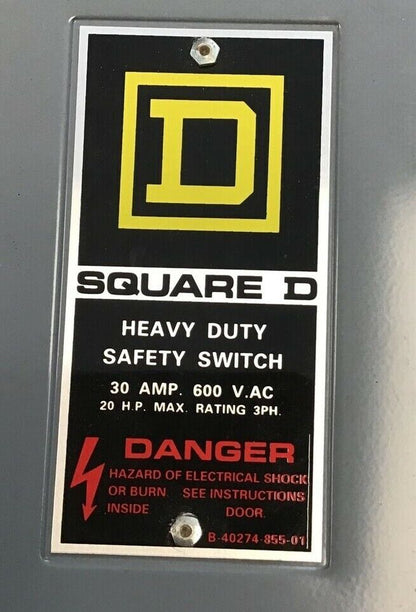 D
SQUARE D
HEAVY DUTY
SAFETY SWITCH
30 AMP. 600 V.AC
20 H.P. MAX. RATING 3PH.
DANGER
HAZARD OF ELECTRICAL SHOCK
OR BURN. SEE INSTRUCTIONS
INSIDE DOOR.
B-40274-855-01